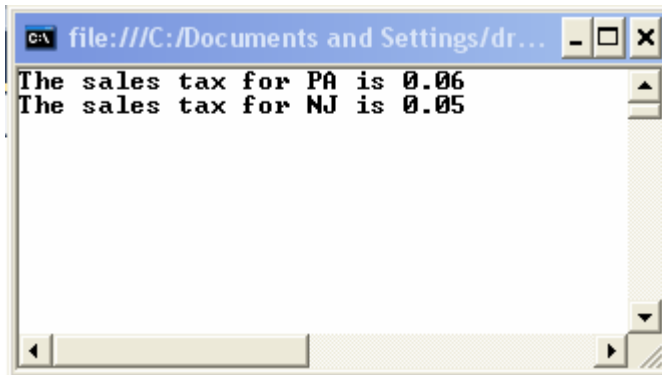 file:///C:/Documents and Settings/dr...
The sales tax for PA is 0.06
The sales tax for NJ is 0.05